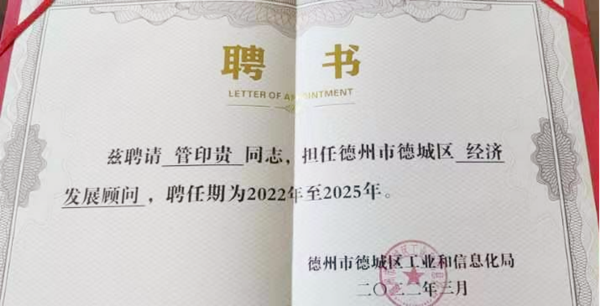 聘 书
LETTER OF APPOINTMENT
兹聘请 管印贵 同志，担任德州市德城区 经济
发展顾问，聘任期为2022年至2025年。
德州市德城区工业和信息化局
二〇二二年三月